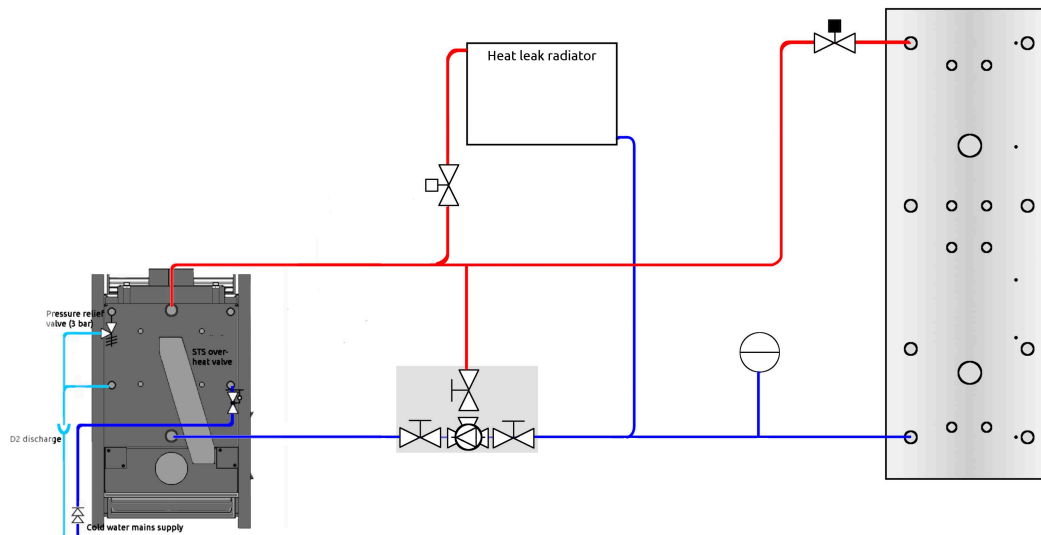 Heat leak radiator
Pressure relief
valve (3 bar)
STS over-
heat valve
D2 discharge
Cold water mains supply